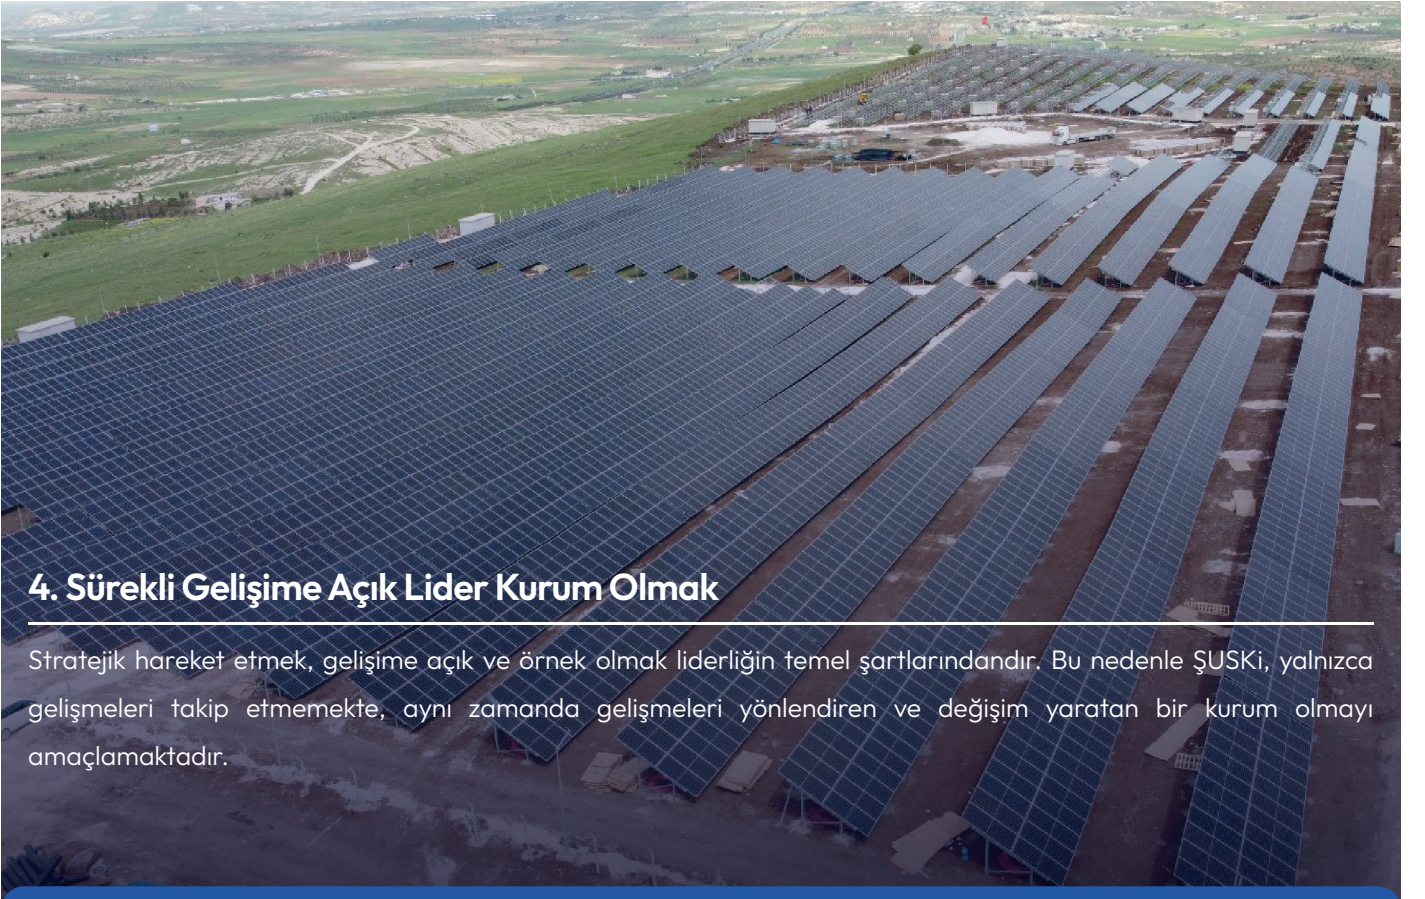 4. Sürekli Gelişime Açık Lider Kurum Olmak
Stratejik hareket etmek, gelişime açık ve örnek olmak liderliğin temel şartlarındandır. Bu nedenle ŞUSKi, yalnızca
gelişmeleri takip etmemekte, aynı zamanda gelişmeleri yönlendiren ve değişim yaratan bir kurum olmayı
amaçlamaktadır.